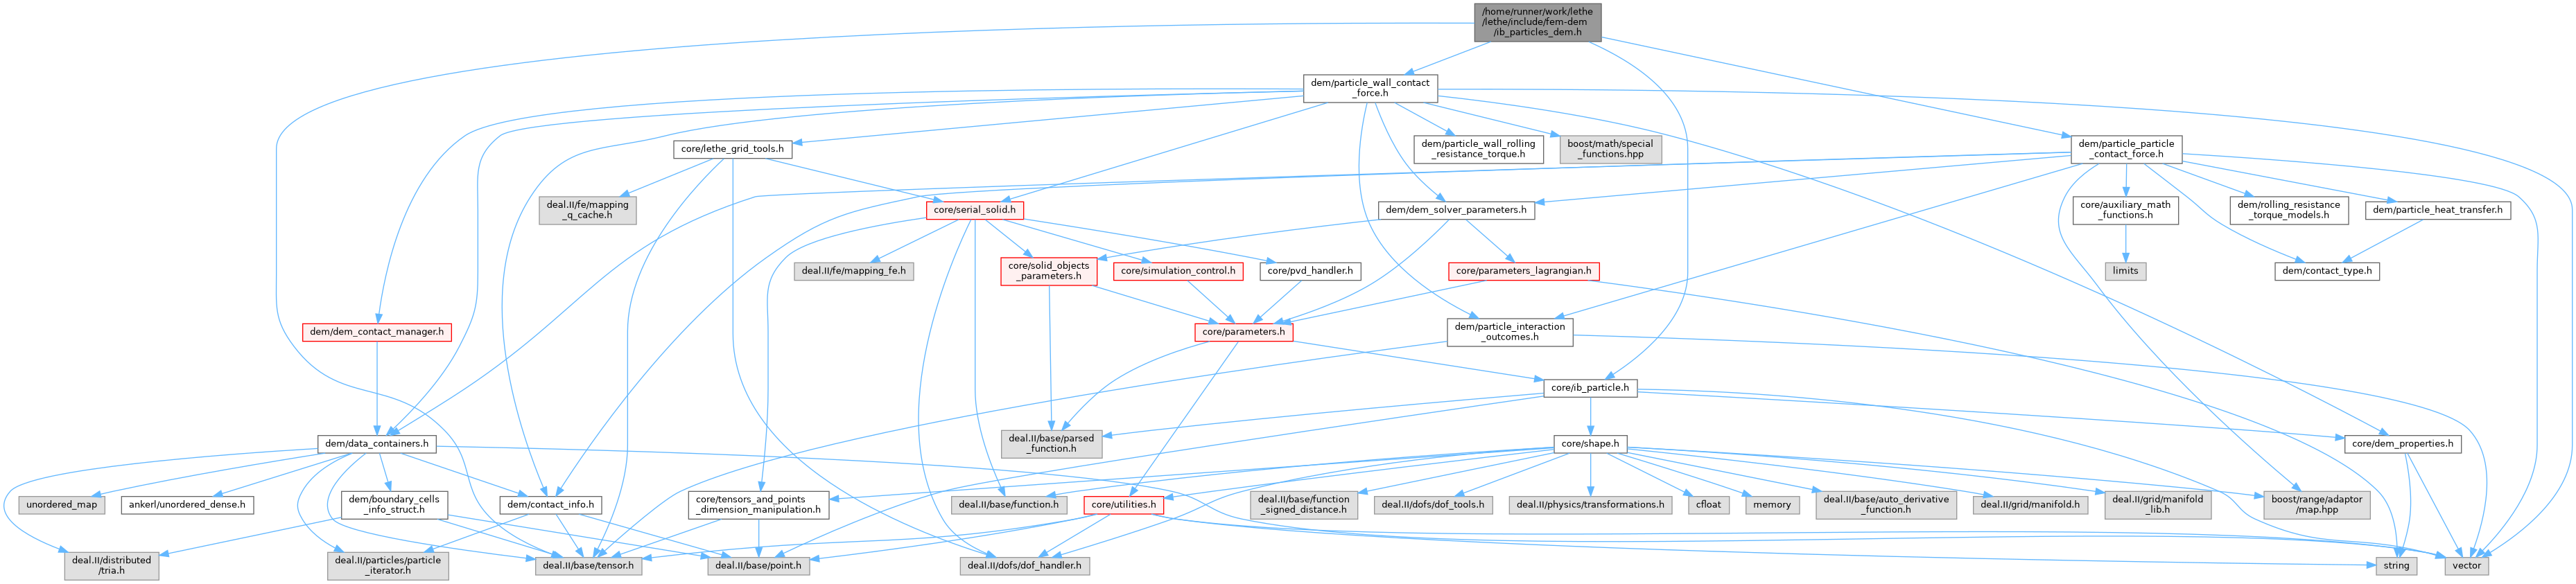 /home/runner/work/lethe
/lethe/include/fem-dem
/ib_particles_dem.h
dem/particle_wall_contact
_force.h
core/lethe_grid_tools.h
dem/particle_wall_rolling
_resistance_torque.h
boost/math/special
_functions.hpp
dem/particle_particle
_contact_force.h
deal.II/fe/mapping
_q_cache.h
core/serial_solid.h
dem/dem_solver_parameters.h
core/auxiliary_math
_functions.h
dem/rolling_resistance
_torque_models.h
dem/particle_heat_transfer.h
deal.II/fe/mapping_fe.h
core/solid_objects
_parameters.h
core/simulation_control.h
core/pvd_handler.h
core/parameters_lagrangian.h
limits
dem/contact_type.h
dem/dem_contact_manager.h
core/parameters.h
dem/particle_interaction
_outcomes.h
core/ib_particle.h
dem/data_containers.h
deal.II/base/parsed
_function.h
core/shape.h
core/dem_properties.h
unordered_map
ankerl/unordered_dense.h
dem/boundary_cells
_info_struct.h
dem/contact_info.h
core/tensors_and_points
_dimension_manipulation.h
deal.II/base/function.h
core/utilities.h
deal.II/base/function
_signed_distance.h
deal.II/dofs/dof_tools.h
deal.II/physics/transformations.h
cfloat
memory
deal.II/base/auto_derivative
_function.h
deal.II/grid/manifold.h
deal.II/grid/manifold
_lib.h
boost/range/adaptor
/map.hpp
deal.II/distributed
/tria.h
deal.II/particles/particle
_iterator.h
deal.II/base/tensor.h
deal.II/base/point.h
deal.II/dofs/dof_handler.h
string
vector